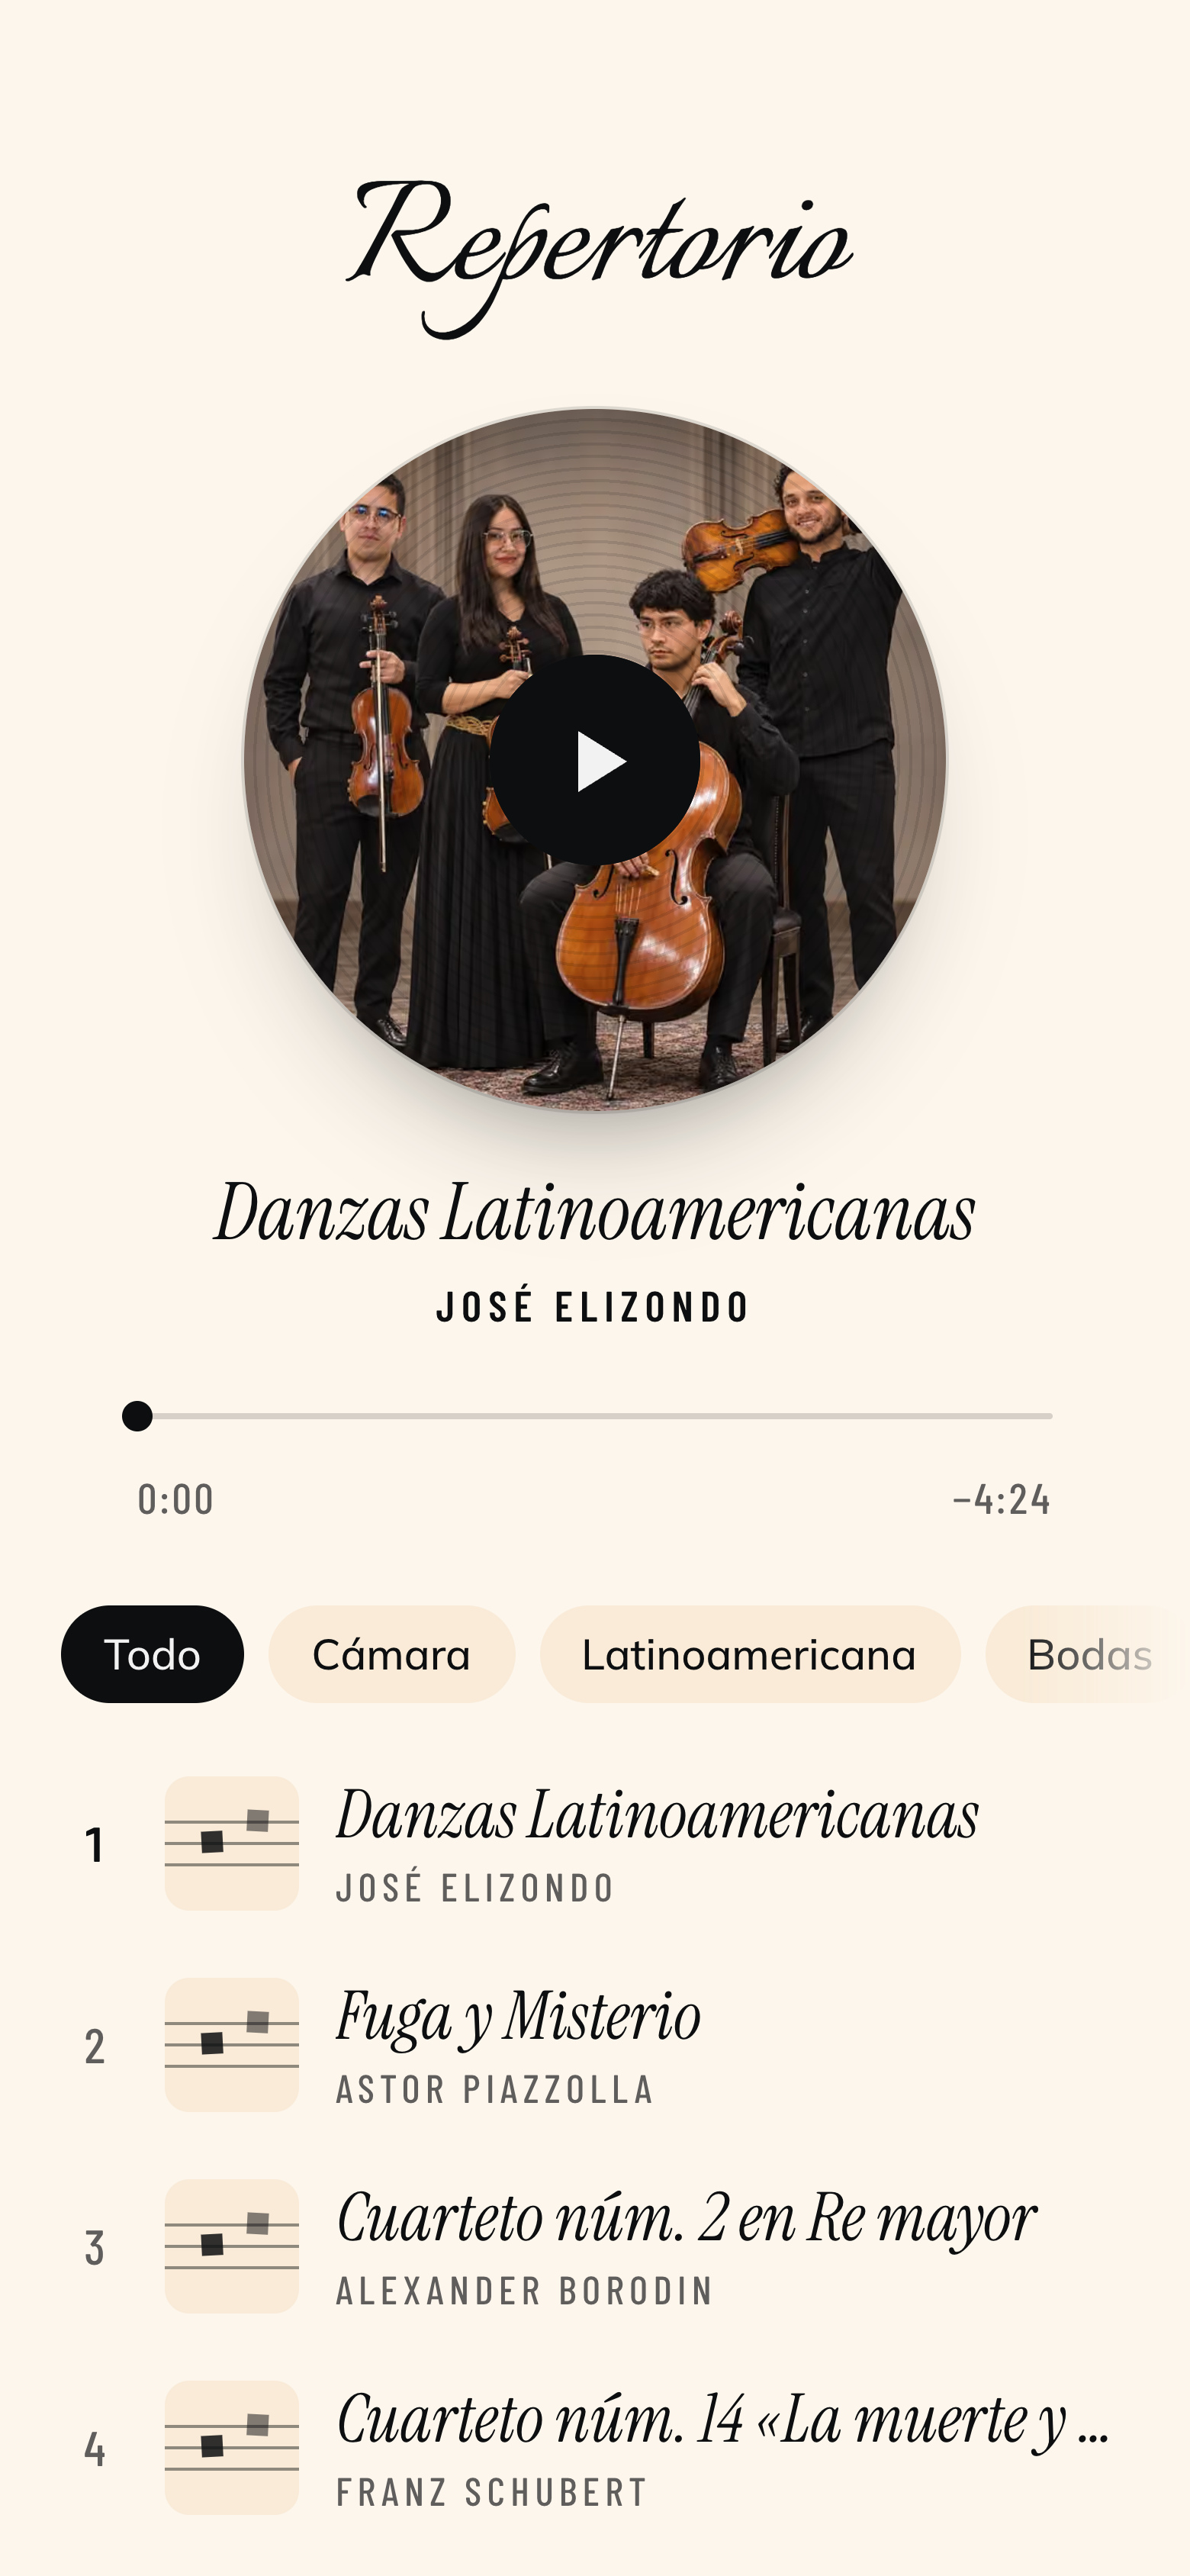 Repertorio
Danzas Latinoamericanas
JOSÉ ELIZONDO
0:00
−4:24
Todo
Cámara
Latinoamericana
Bodas
1
Danzas Latinoamericanas
JOSÉ ELIZONDO
2
Fuga y Misterio
ASTOR PIAZZOLLA
3
Cuarteto núm. 2 en Re mayor
ALEXANDER BORODIN
4
Cuarteto núm. 14 «La muerte y ...
FRANZ SCHUBERT